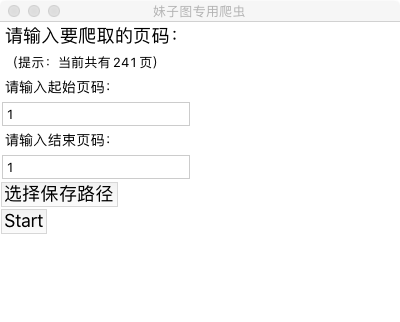 妹子图专用爬虫
请输入要爬取的页码：
（提示：当前共有 241 页）
请输入起始页码：
1
请输入结束页码：
1
选择保存路径
Start